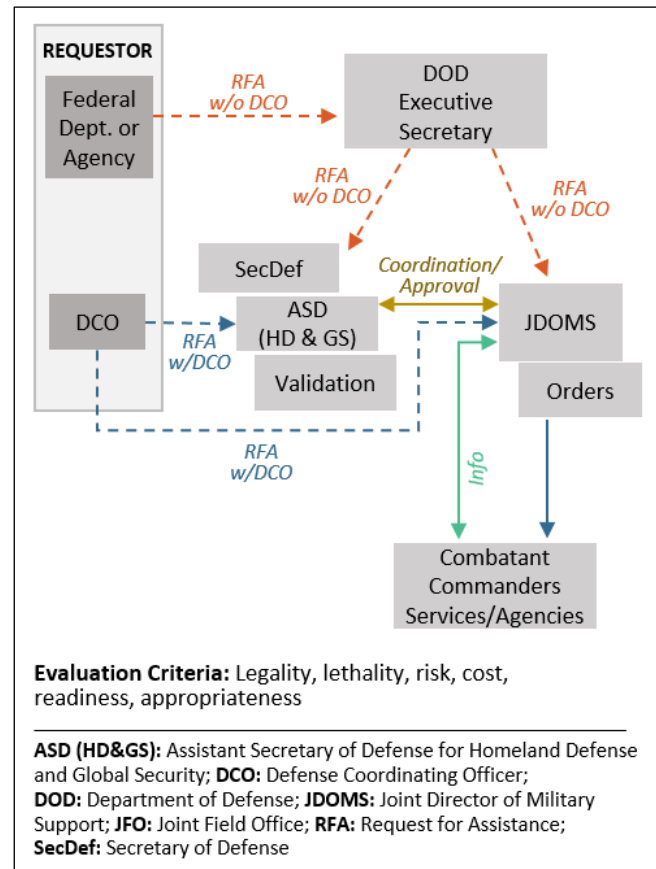 REQUESTOR
Federal
Dept. or
Agency
RFA
w/o DCO
DOD
Executive
Secretary
RFA
w/o DCO
RFA
w/o DCO
SecDef
Coordination/
Approval
DCO
RFA
w/DCO
ASD
(HD & GS)
JDOMS
Validation
Orders
RFA
w/DCO
Info
Combatant
Commanders
Services/Agencies
Evaluation Criteria: Legality, lethality, risk, cost,
readiness, appropriateness
ASD (HD&GS): Assistant Secretary of Defense for Homeland Defense
and Global Security; DCO: Defense Coordinating Officer;
DOD: Department of Defense; JDOMS: Joint Director of Military
Support; JFO: Joint Field Office; RFA: Request for Assistance;
SecDef: Secretary of Defense